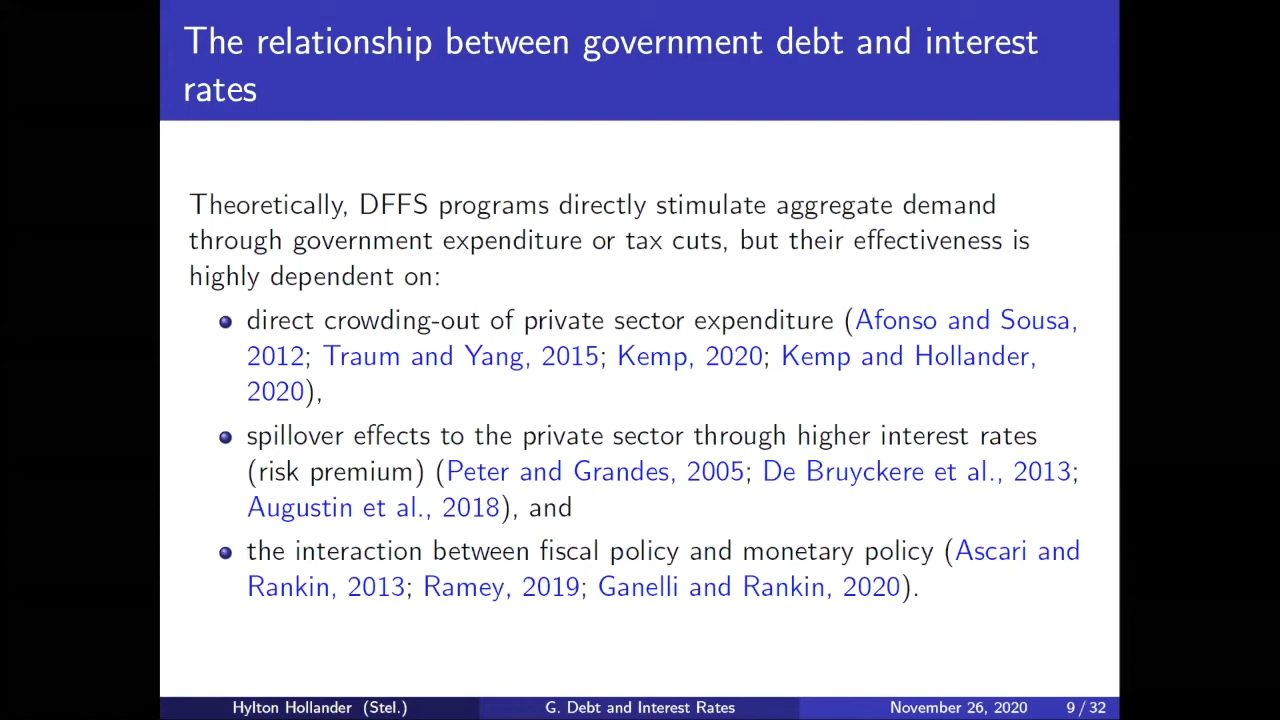 The relationship between government debt and interest
rates
Theoretically, DFFS programs directly stimulate aggregate demand
through government expenditure or tax cuts, but their effectiveness is
highly dependent on:
direct crowding-out of private sector expenditure (Afonso and Sousa,
2012; Traum and Yang, 2015; Kemp, 2020; Kemp and Hollander,
2020),
spillover effects to the private sector through higher interest rates
(risk premium) (Peter and Grandes, 2005; De Bruyckere et al., 2013;
Augustin et al., 2018), and
the interaction between fiscal policy and monetary policy (Ascari and
Rankin, 2013; Ramey, 2019; Ganelli and Rankin, 2020).
Hylton Hollander (Stel.) G. Debt and Interest Rates November 26, 2020 9 / 32